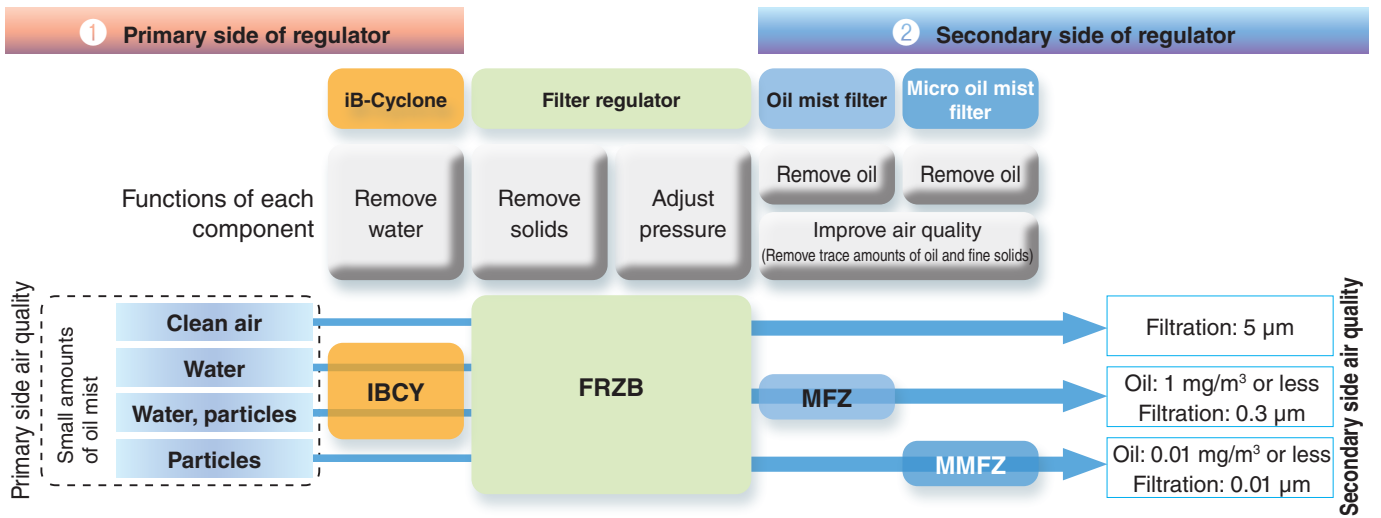 1 Primary side of regulator
2 Secondary side of regulator
iB-Cyclone
Filter regulator
Oil mist filter
Micro oil mist
filter
Functions of each
component
Remove
water
Remove
solids
Adjust
pressure
Remove oil
Remove oil
Improve air quality
(Remove trace amounts of oil and fine solids)
Primary side air quality
Small amounts
of oil mist
Clean air
Water
Water, particles
Particles
IBCY
FRZB
MFZ
MMFZ
Filtration: 5 μm
Oil: 1 mg/m³ or less
Filtration: 0.3 μm
Oil: 0.01 mg/m³ or less
Filtration: 0.01 μm
Secondary side air quality